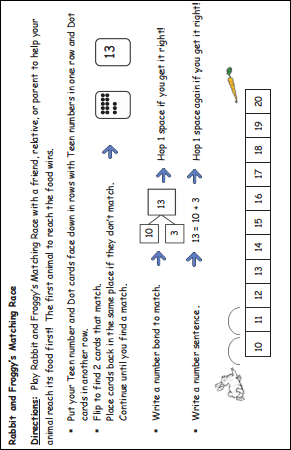 Rabbit and Froggy's Matching Race
Directions: Play Rabbit and Froggy's Matching Race with a friend, relative, or parent to help your
animal reach its food first! The first animal to reach the food wins.
• Put your Teen number and Dot cards face down in rows with Teen numbers in one row and Dot
cards in another row.
• Flip to find 2 cards that match.
Place cards back in the same place if they don't match.
Continue until you find a match.
13
• Write a number bond to match.
10
3
13
Hop 1 space if you get it right!
• Write a number sentence.
13 = 10 + 3
Hop 1 space again if you get it right!
10 11 12 13 14 15 16 17 18 19 20